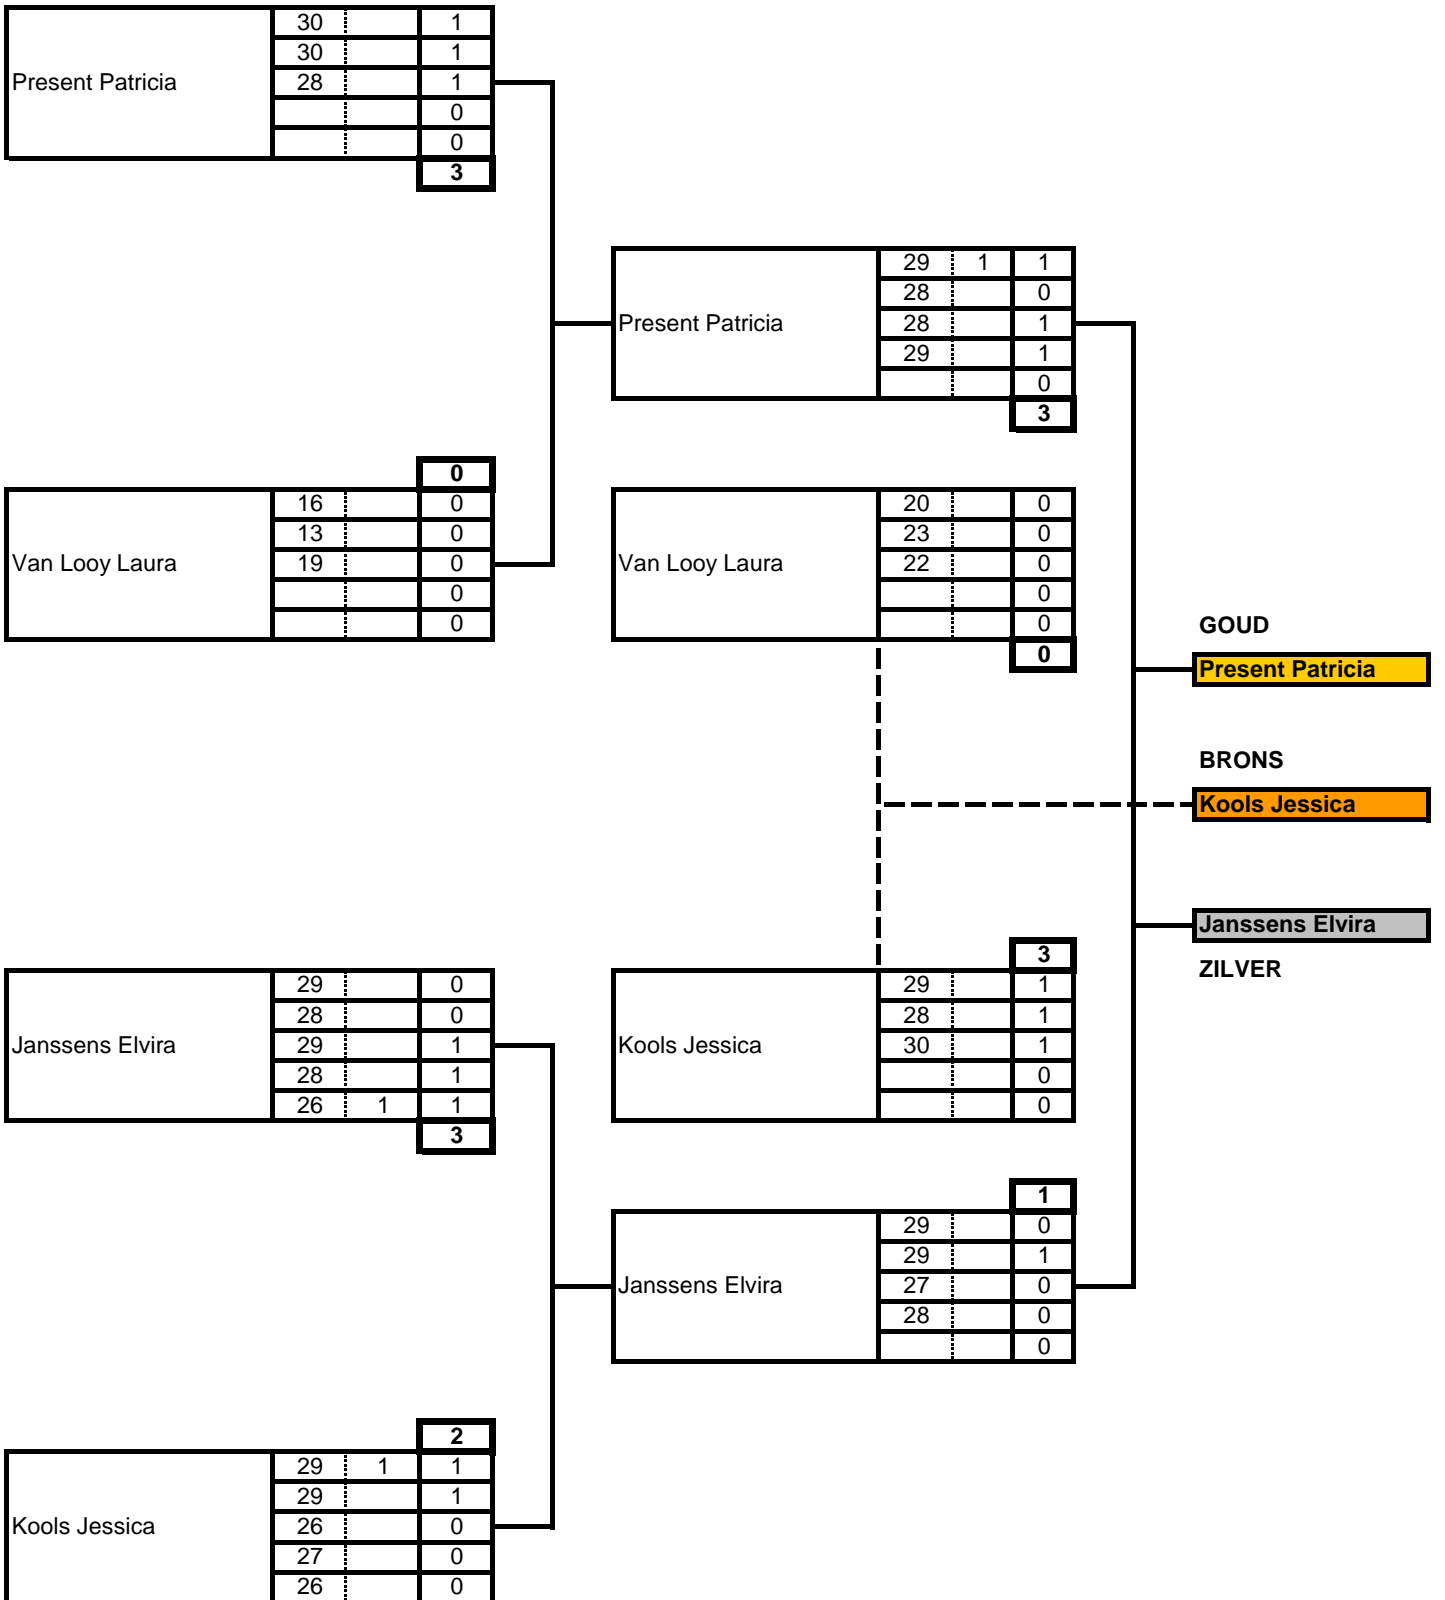 30 1
30 1
Present Patricia 28 1
0
0
3
29 1 1
28 0
Present Patricia 28 1
29 1
0
3
0
16 0
13 0
Van Looy Laura 19 0
0
0
20 0
23 0
Van Looy Laura 22 0
0
0
0
GOUD
Present Patricia
BRONS
Kools Jessica
Janssens Elvira
ZILVER
29 0
28 0
Janssens Elvira 29 1
28 1
26 1 1
3
3
29 1
28 1
Kools Jessica 30 1
0
0
1
29 0
29 1
Janssens Elvira 27 0
28 0
0
2
29 1 1
29 1
Kools Jessica 26 0
27 0
26 0